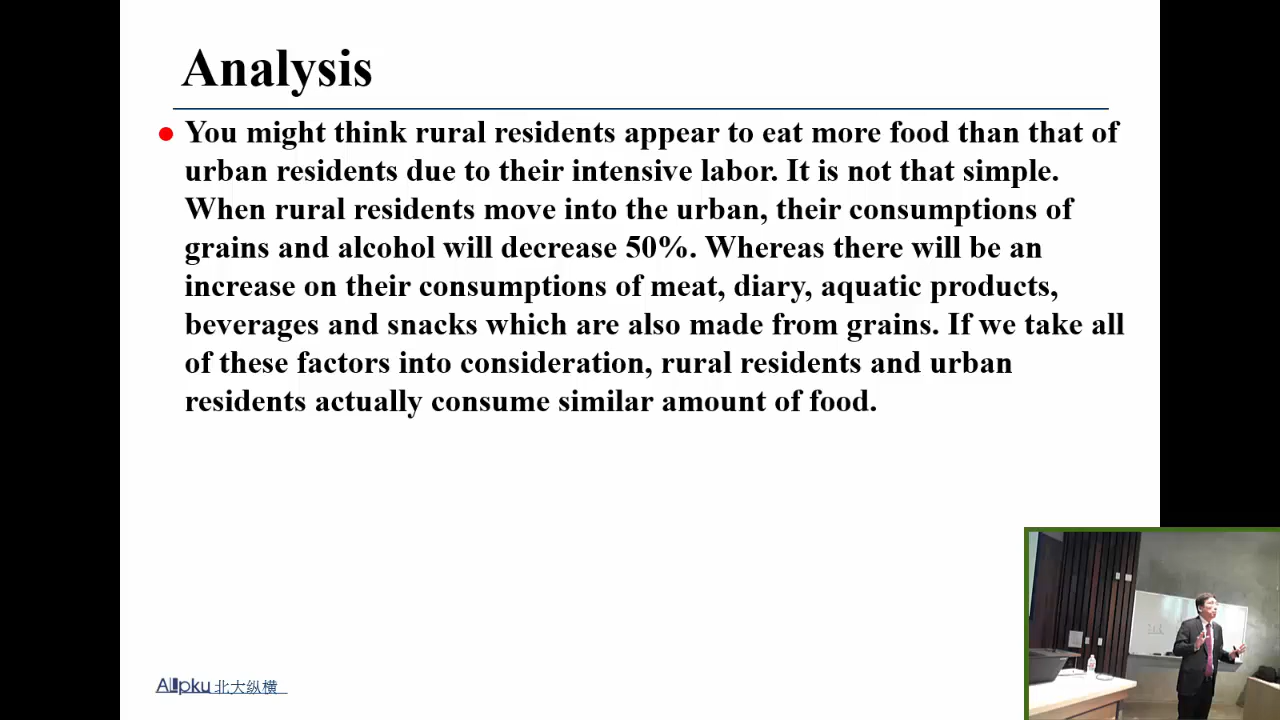 Analysis
You might think rural residents appear to eat more food than that of
urban residents due to their intensive labor. It is not that simple.
When rural residents move into the urban, their consumptions of
grains and alcohol will decrease 50%. Whereas there will be an
increase on their consumptions of meat, diary, aquatic products,
beverages and snacks which are also made from grains. If we take all
of these factors into consideration, rural residents and urban
residents actually consume similar amount of food.
Allpku 北大纵横